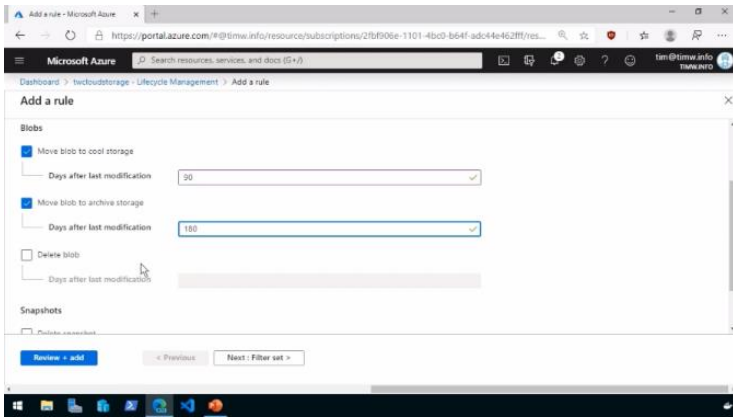 Add a rule - Microsoft Azure
https://portal.azure.com/#@timw.info/resource/subscriptions/2fbf906e-1101-4bc0-b64f-adc44e462fff/res...
Microsoft Azure
Search resources, services, and docs (G+/)
tim@timw.info
TIMW.INFO
Dashboard > twcloudstorage - Lifecycle Management > Add a rule
Add a rule
Blobs
Move blob to cool storage
Days after last modification
90
Move blob to archive storage
Days after last modification
180
Delete blob
Days after last modification
Snapshots
Delete snapshot
Review + add
< Previous
Next : Filter set >